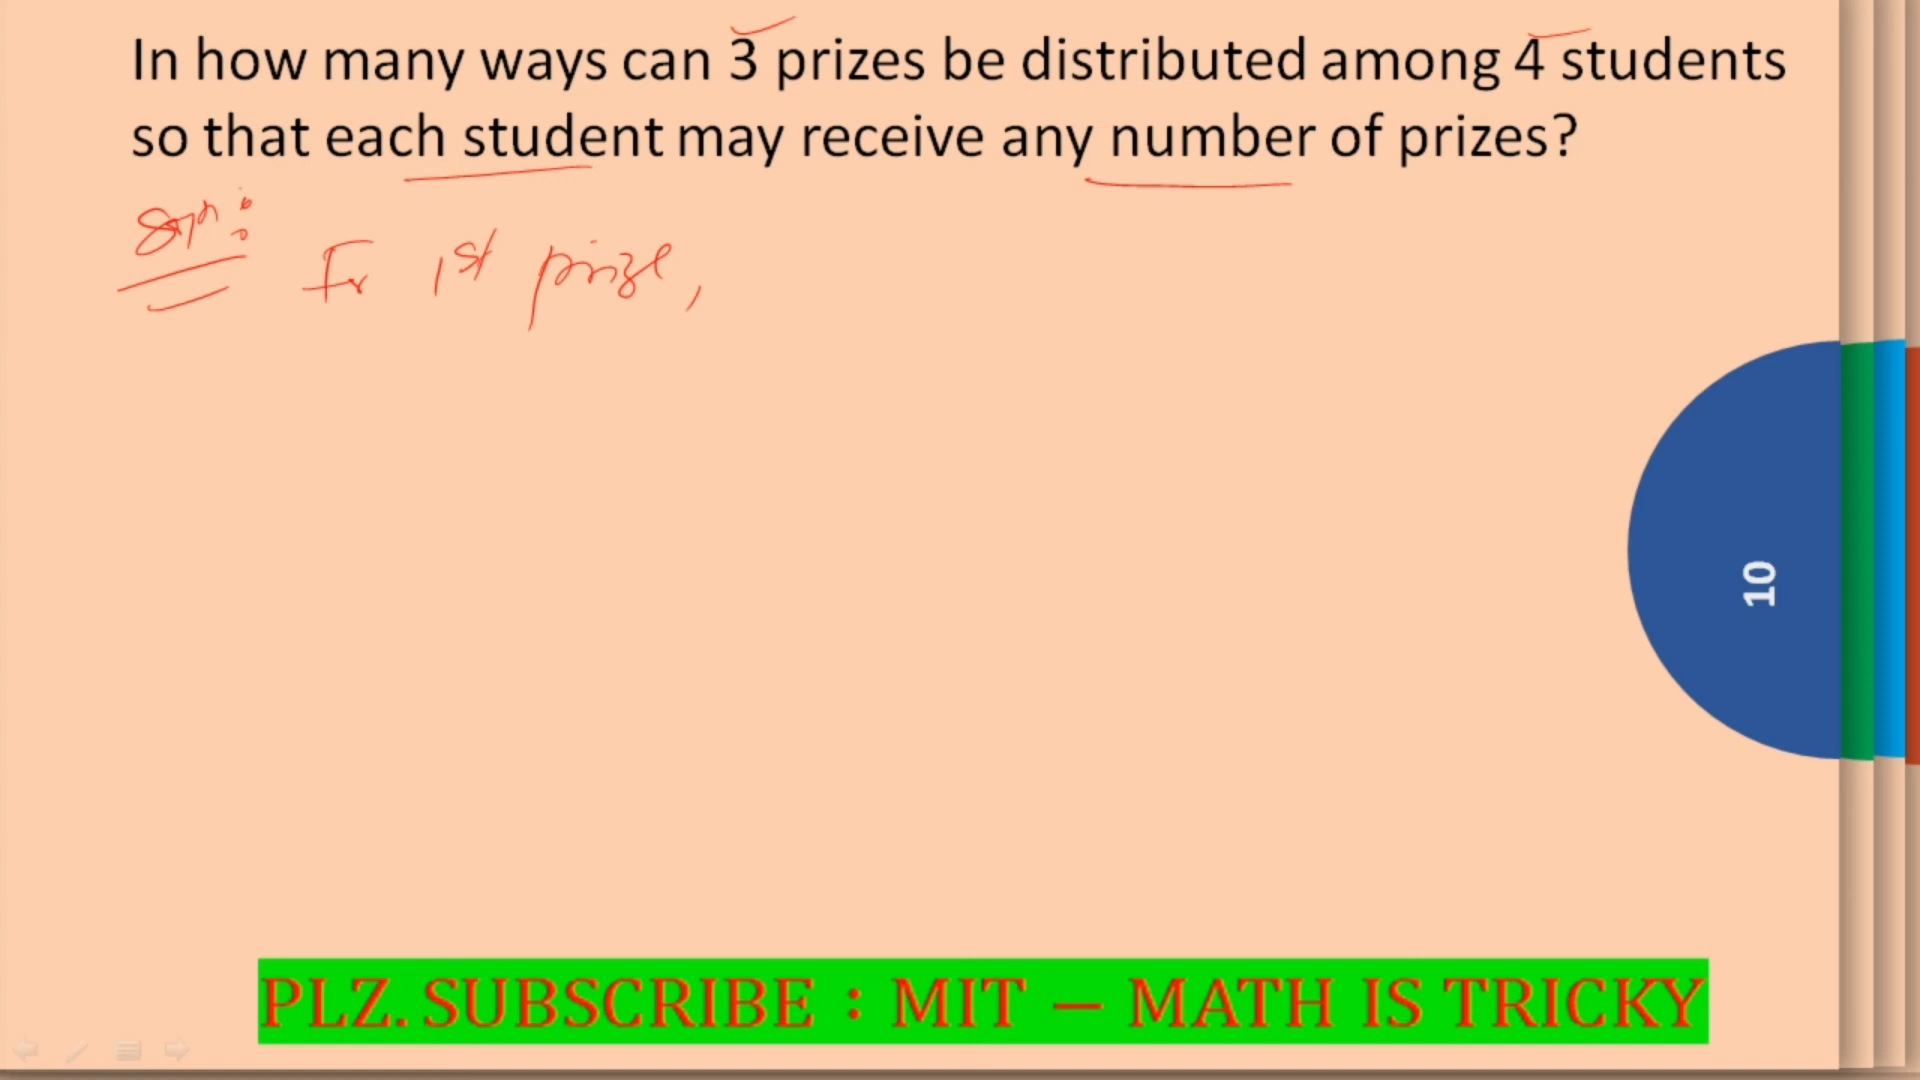 In how many ways can 3 prizes be distributed among 4 students
so that each student may receive any number of prizes?
Soln:
For 1st prize,
10
PLZ. SUBSCRIBE : MIT – MATH IS TRICKY